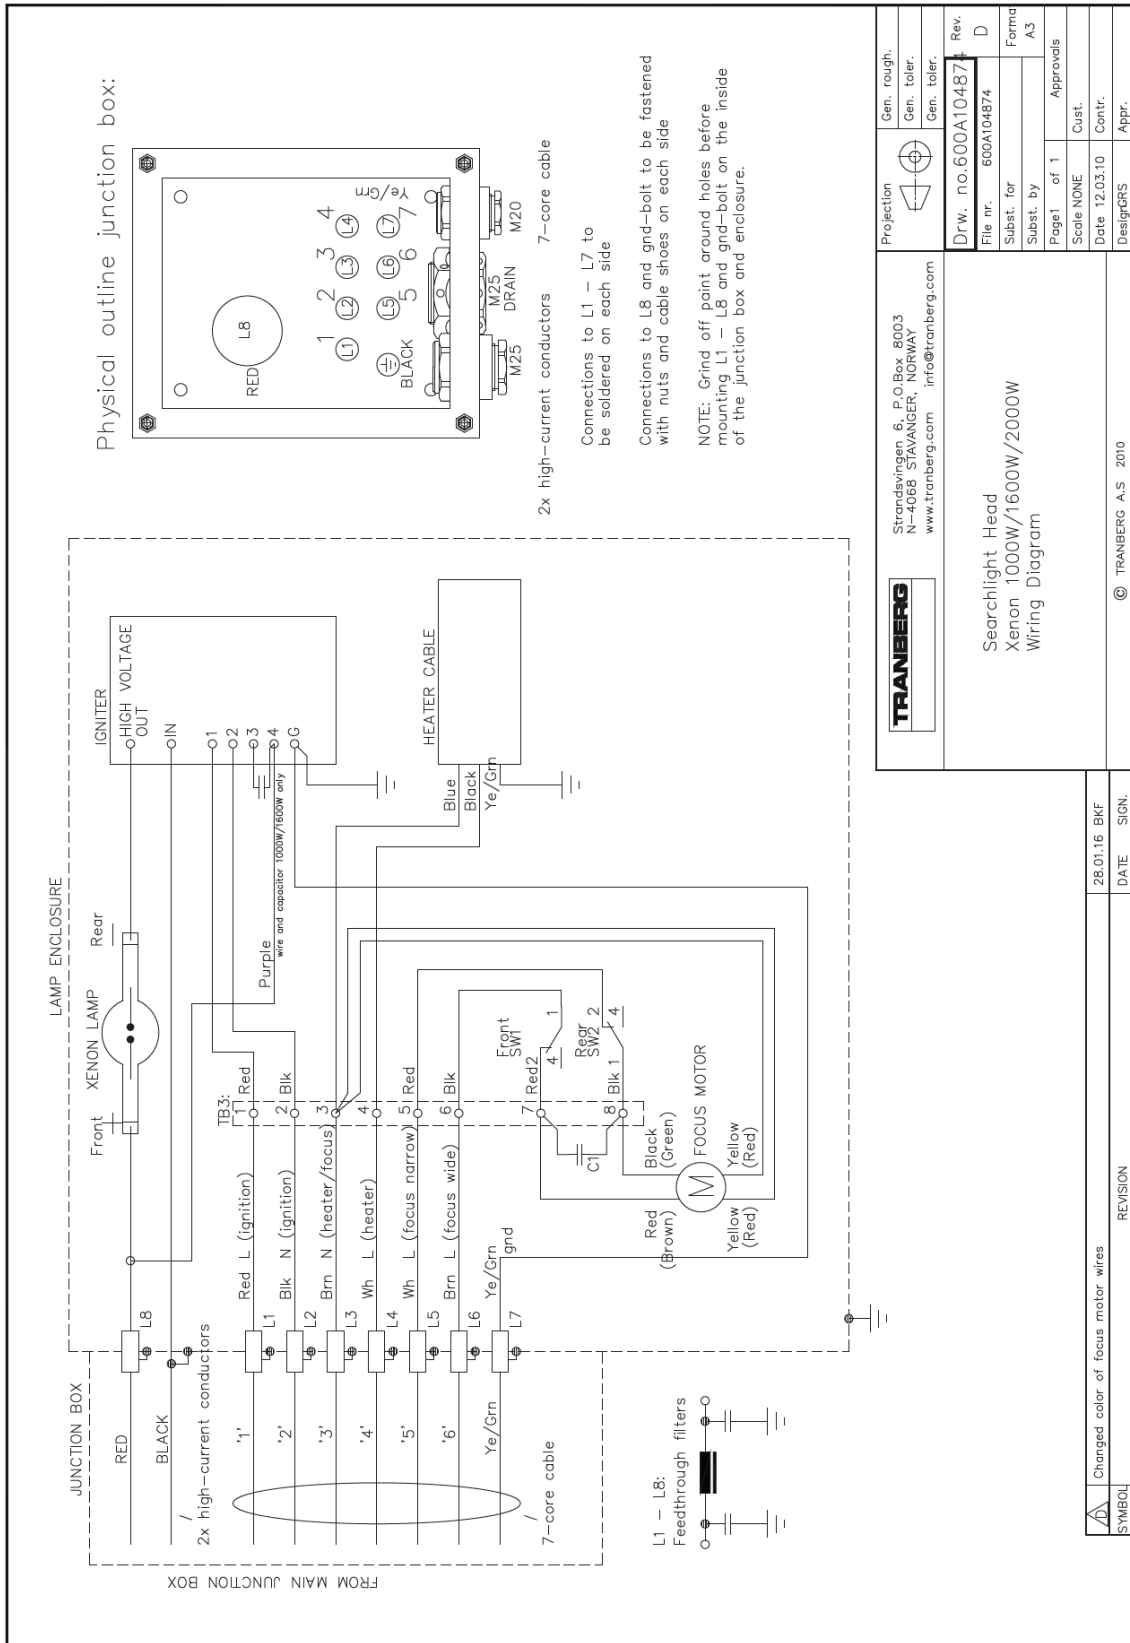 Physical outline junction box:
L8
RED
1 2 3 4
L1 L2 L3 L4
L5 L6 L7
5 6 7
BLACK
Ye/Grn
M25
M25
DRAIN
M20
2x high-current conductors
7-core cable
Connections to L1 - L7 to
be soldered on each side
Connections to L8 and gnd-bolt to be fastened
with nuts and cable shoes on each side
NOTE: Grind off paint around holes before
mounting L1 - L8 and gnd-bolt on the inside
of the junction box and enclosure.
LAMP ENCLOSURE
JUNCTION BOX
FROM MAIN JUNCTION BOX
RED
BLACK
2x high-current conductors
'1'
'2'
'3'
'4'
'5'
'6'
Ye/Grn
7-core cable
L8
L1
L2
L3
L4
L5
L6
L7
Front
XENON LAMP
Rear
IGNITER
HIGH VOLTAGE
OUT
IN
1
2
3
4
G
Purple
wire and capacitor 1000W/1600W only
HEATER CABLE
Blue
Black
Ye/Grn
TB3:
Red L (ignition) 1 Red
Blk N (ignition) 2 Blk
Brn N (heater/focus) 3
Wh L (heater) 4
Wh L (focus narrow) 5 Red
Brn L (focus wide) 6 Blk
Ye/Grn
gnd
7 Red2
8 Blk 1
Front
SW1
4 1
Rear
SW2 2
4
C1
Red
(Brown)
Black
(Green)
M
FOCUS MOTOR
Yellow
(Red)
Yellow
(Red)
L1 - L8:
Feedthrough filters
TRANBERG
Strandsvingen 6, P.O.Box 8003
N-4068 STAVANGER, NORWAY
www.tranberg.com info@tranberg.com
Searchlight Head
Xenon 1000W/1600W/2000W
Wiring Diagram
© TRANBERG A.S 2010
Projection
Gen. rough.
Gen. toler.
Gen. toler.
Drw. no.600A104874
Rev.
D
File nr. 600A104874
Subst. for
Subst. by
Forma
A3
Page1 of 1
Approvals
Scale NONE
Cust.
Date 12.03.10
Contr.
DesignGRS
Appr.
D Changed color of focus motor wires 28.01.16 BKF
SYMBOL REVISION DATE SIGN.